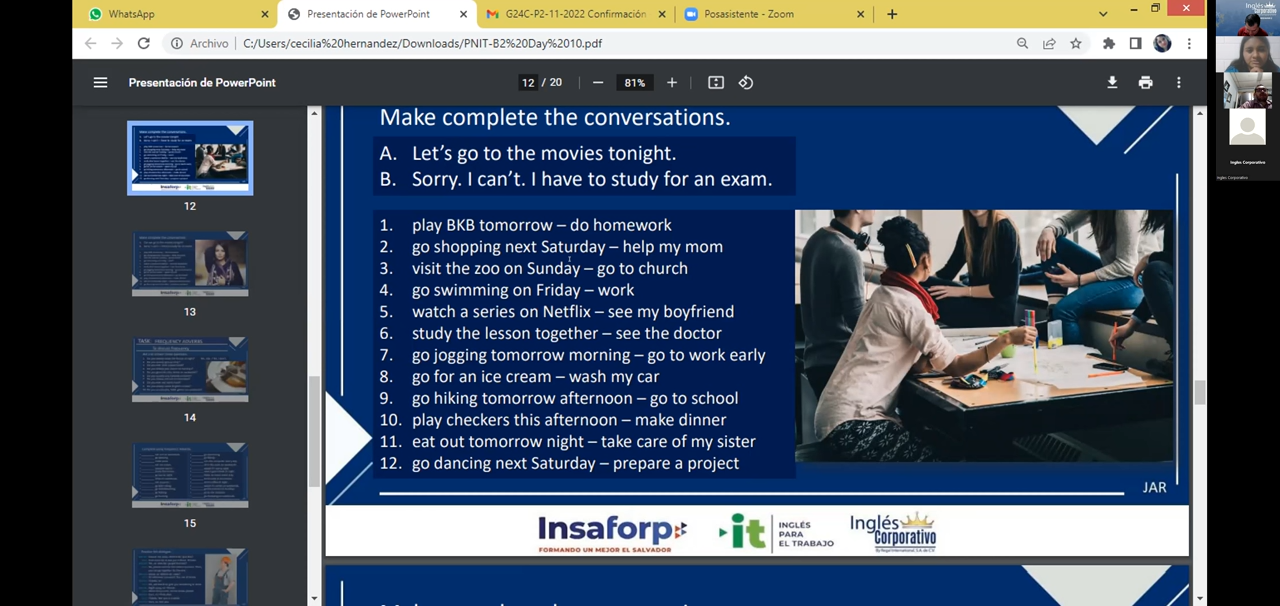 WhatsApp
Presentación de PowerPoint
G24C-P2-11-2022 Confirmación
Posasistente - Zoom
Archivo
C:/Users/cecilia%20hernandez/Downloads/PNIT-B2%20Day%2010.pdf
Presentación de PowerPoint
12 / 20
81%
12
13
14
15
Make complete the conversations.
A. Let's go to the movies night.
B. Sorry. I can't. I have to study for an exam.
1. play BKB tomorrow – do homework
2. go shopping next Saturday – help my mom
3. visit the zoo on Sunday – go to church
4. go swimming on Friday – work
5. watch a series on Netflix – see my boyfriend
6. study the lesson together – see the doctor
7. go jogging tomorrow morning – go to work early
8. go for an ice cream – wash my car
9. go hiking tomorrow afternoon – go to school
10. play checkers this afternoon – make dinner
11. eat out tomorrow night – take care of my sister
12. go running next Saturday – prepare a project
JAR
Insaforp
FORMANDO UN MEJOR EL SALVADOR
it
INGLÉS
PARA
EL TRABAJO
Inglés
Corporativo
Ingles Corporativo
Ingles Corporativo